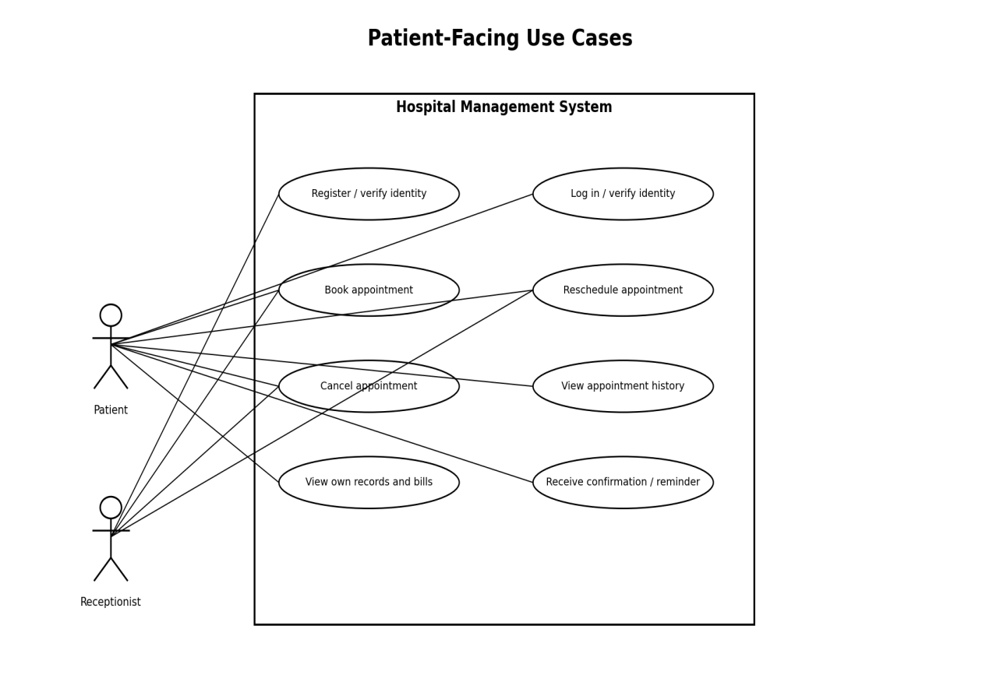 Patient-Facing Use Cases
Hospital Management System
Register / verify identity
Log in / verify identity
Book appointment
Reschedule appointment
Cancel appointment
View appointment history
Patient
View own records and bills
Receive confirmation / reminder
Receptionist